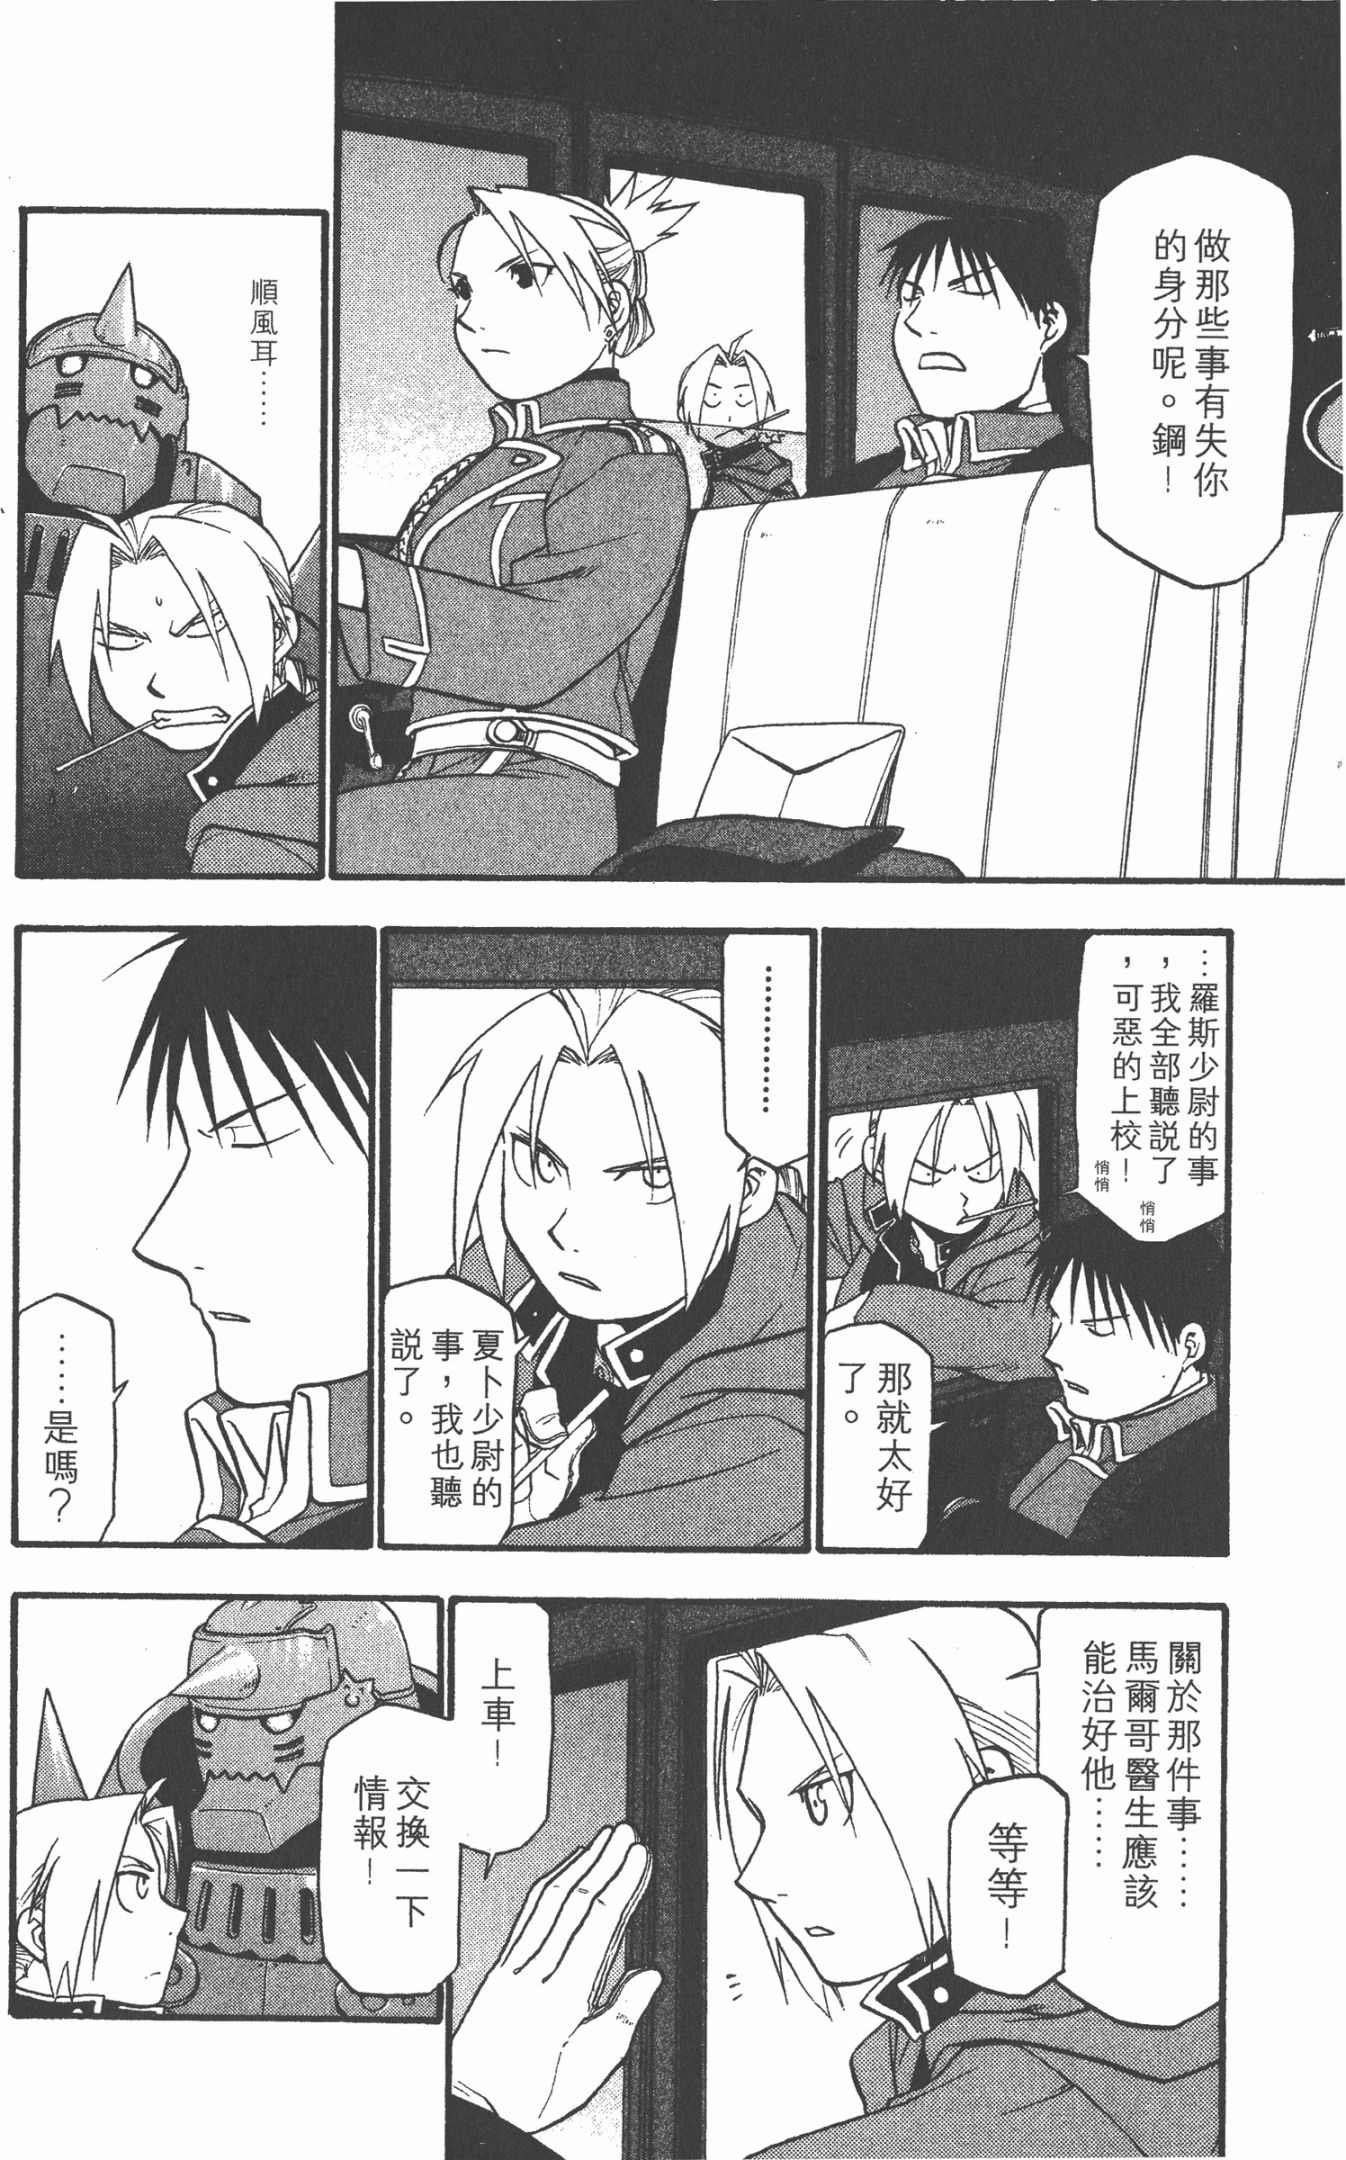 做那些事有失你
的身分呢。鋼！
順風耳……
…羅斯少尉的事
，我全部聽説了
，可惡的上校！
悄悄
悄悄
那就太好
了。
…………
夏卜少尉的
事，我也聽
説了。
……是嗎？
關於那件事……
馬爾哥醫生應該
能治好他……
等等！
上車！
交換一下
情報！